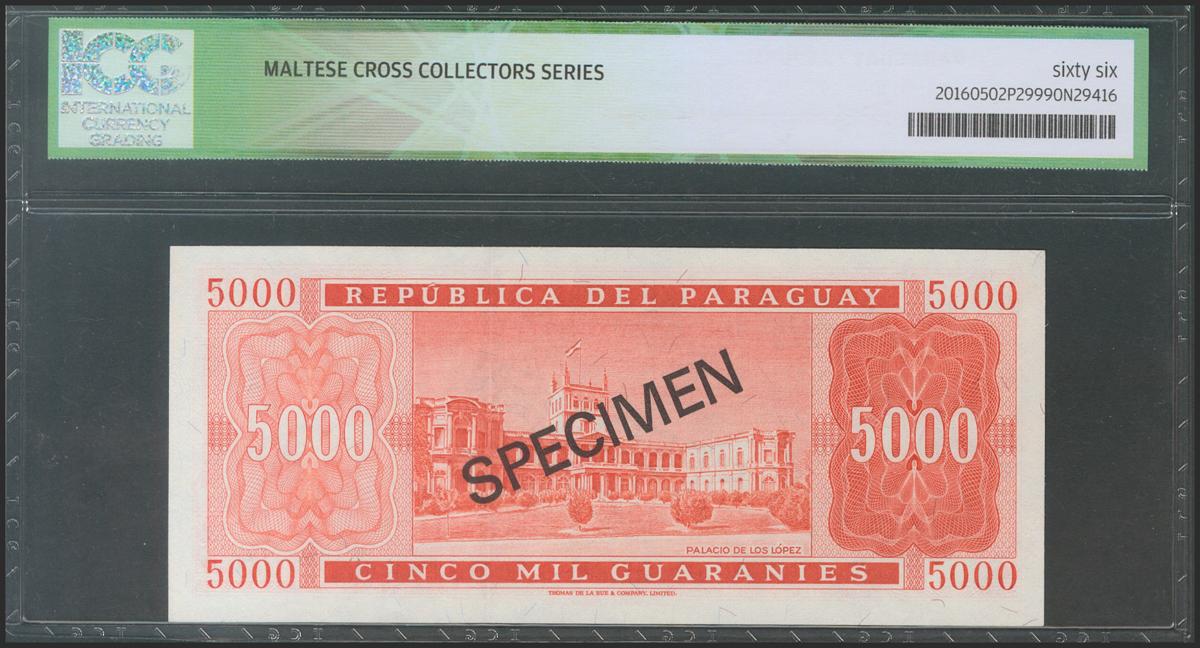 ICG
INTERNATIONAL
CURRENCY
GRADING
MALTESE CROSS COLLECTORS SERIES
sixty six
20160502P29990N29416
5000
REPÚBLICA DEL PARAGUAY
5000
5000
SPECIMEN
5000
PALACIO DE LOS LÓPEZ
5000
CINCO MIL GUARANIES
5000
THOMAS DE LA RUE & COMPANY, LIMITED.